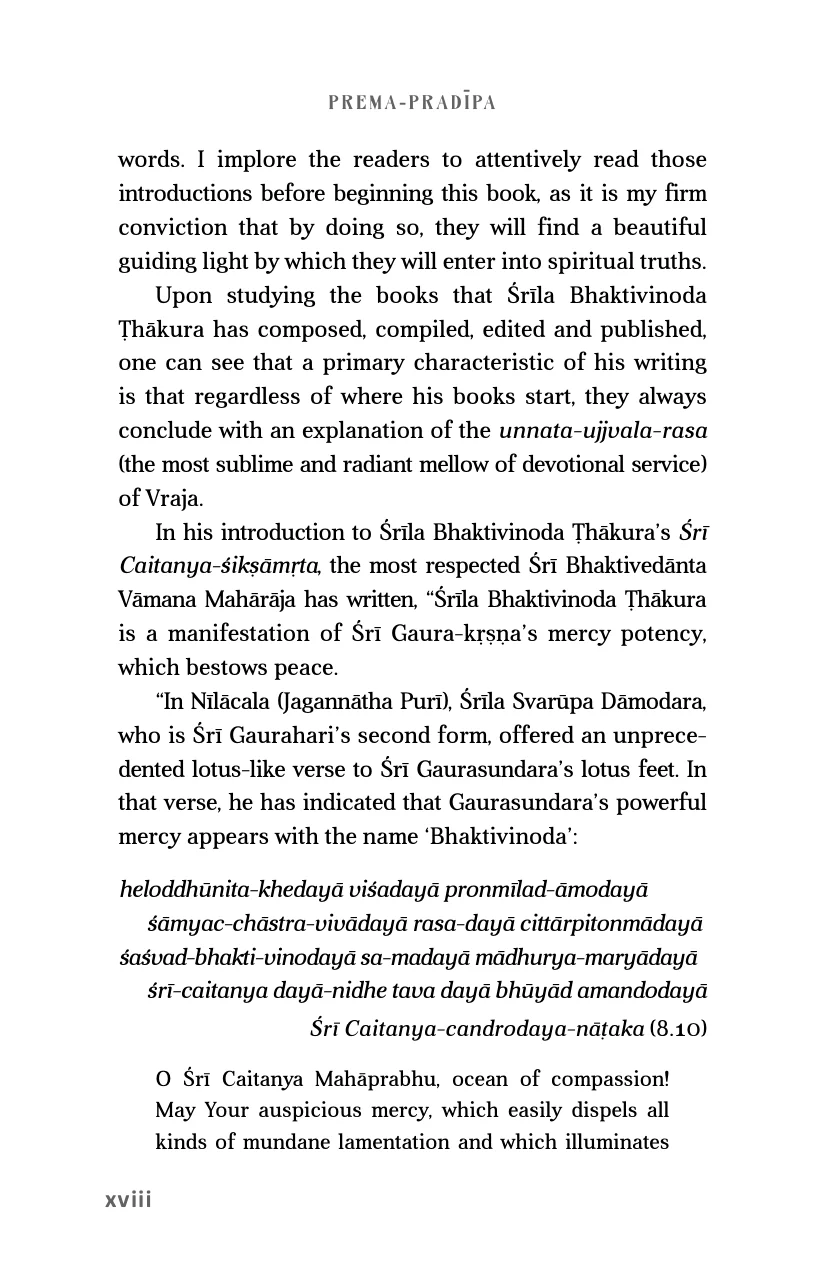 PREMA-PRADĪPA
words. I implore the readers to attentively read those
introductions before beginning this book, as it is my firm
conviction that by doing so, they will find a beautiful
guiding light by which they will enter into spiritual truths.
Upon studying the books that Śrīla Bhaktivinoda
Ṭhākura has composed, compiled, edited and published,
one can see that a primary characteristic of his writing
is that regardless of where his books start, they always
conclude with an explanation of the unnata-ujjvala-rasa
(the most sublime and radiant mellow of devotional service)
of Vraja.
In his introduction to Śrīla Bhaktivinoda Ṭhākura’s Śrī
Caitanya-śikṣāmṛta, the most respected Śrī Bhaktivedānta
Vāmana Mahārāja has written, “Śrīla Bhaktivinoda Ṭhākura
is a manifestation of Śrī Gaura-kṛṣṇa’s mercy potency,
which bestows peace.
“In Nīlācala (Jagannātha Purī), Śrīla Svarūpa Dāmodara,
who is Śrī Gaurahari’s second form, offered an unprece-
dented lotus-like verse to Śrī Gaurasundara’s lotus feet. In
that verse, he has indicated that Gaurasundara’s powerful
mercy appears with the name ‘Bhaktivinoda’:
heloddhūnita-khedayā viśadayā pronmīlad-āmodayā
śāmyac-chāstra-vivādayā rasa-dayā cittārpitonmādayā
śaśvad-bhakti-vinodayā sa-madayā mādhurya-maryādayā
śrī-caitanya dayā-nidhe tava dayā bhūyād amandodayā
Śrī Caitanya-candrodaya-nāṭaka (8.10)
O Śrī Caitanya Mahāprabhu, ocean of compassion!
May Your auspicious mercy, which easily dispels all
kinds of mundane lamentation and which illuminates
xviii